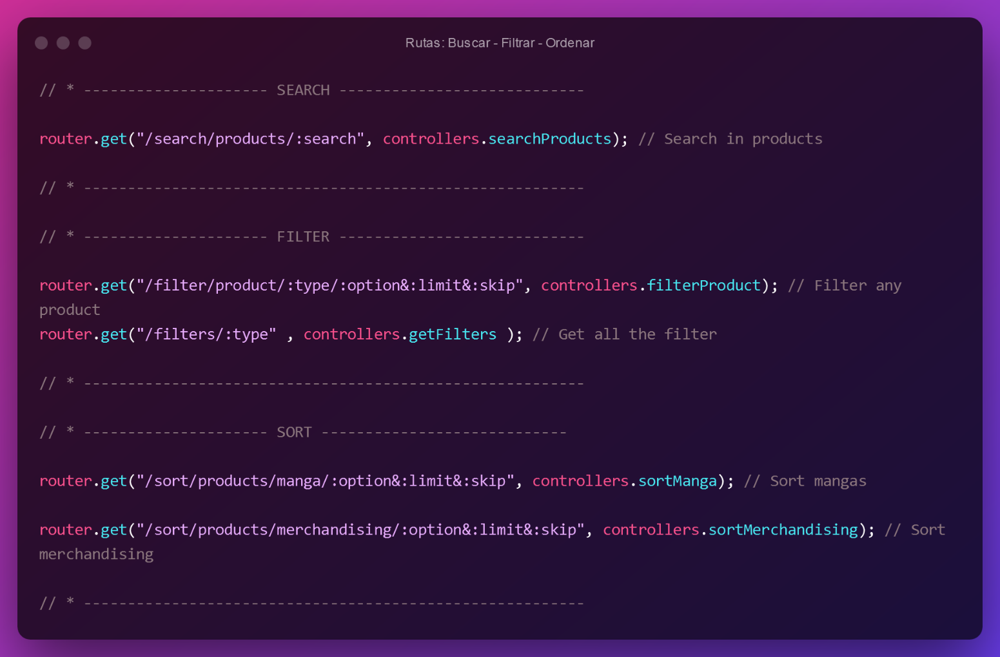 Rutas: Buscar - Filtrar - Ordenar
// * --------------------- SEARCH ----------------------------
router.get("/search/products/:search", controllers.searchProducts); // Search in products
// * ---------------------------------------------------------
// * --------------------- FILTER ----------------------------
router.get("/filter/product/:type/:option&:limit&:skip", controllers.filterProduct); // Filter any
product
router.get("/filters/:type" , controllers.getFilters ); // Get all the filter
// * ---------------------------------------------------------
// * --------------------- SORT ----------------------------
router.get("/sort/products/manga/:option&:limit&:skip", controllers.sortManga); // Sort mangas
router.get("/sort/products/merchandising/:option&:limit&:skip", controllers.sortMerchandising); // Sort
merchandising
// * ---------------------------------------------------------